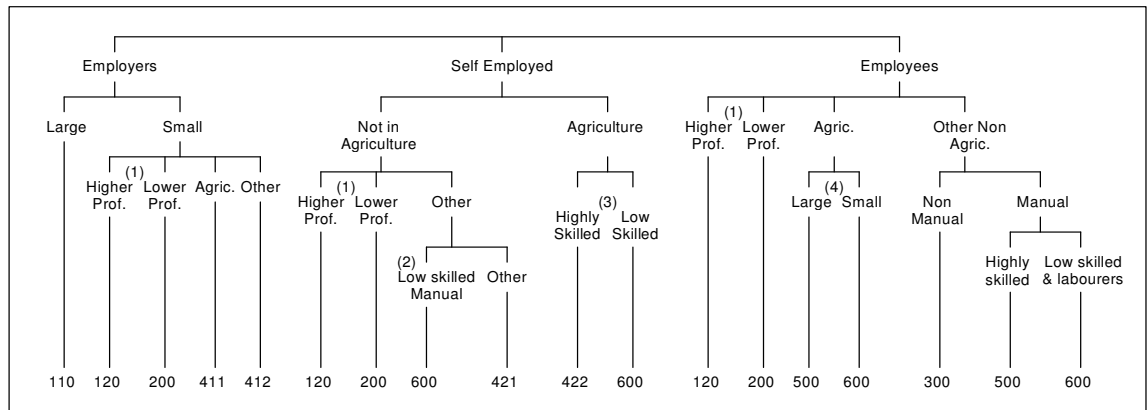 Employers Self Employed Employees
Large Small Not in Agriculture Agriculture (1) Higher Prof. Lower Prof. Agric. Other Non Agric.
(1) Higher Prof. Lower Prof. Agric. Other (1) Higher Prof. Lower Prof. Other (3) Highly Skilled Low Skilled (4) Large Small Non Manual Manual
(2) Low skilled Manual Other Highly skilled Low skilled & labourers
110 120 200 411 412 120 200 600 421 422 600 120 200 500 600 300 500 600